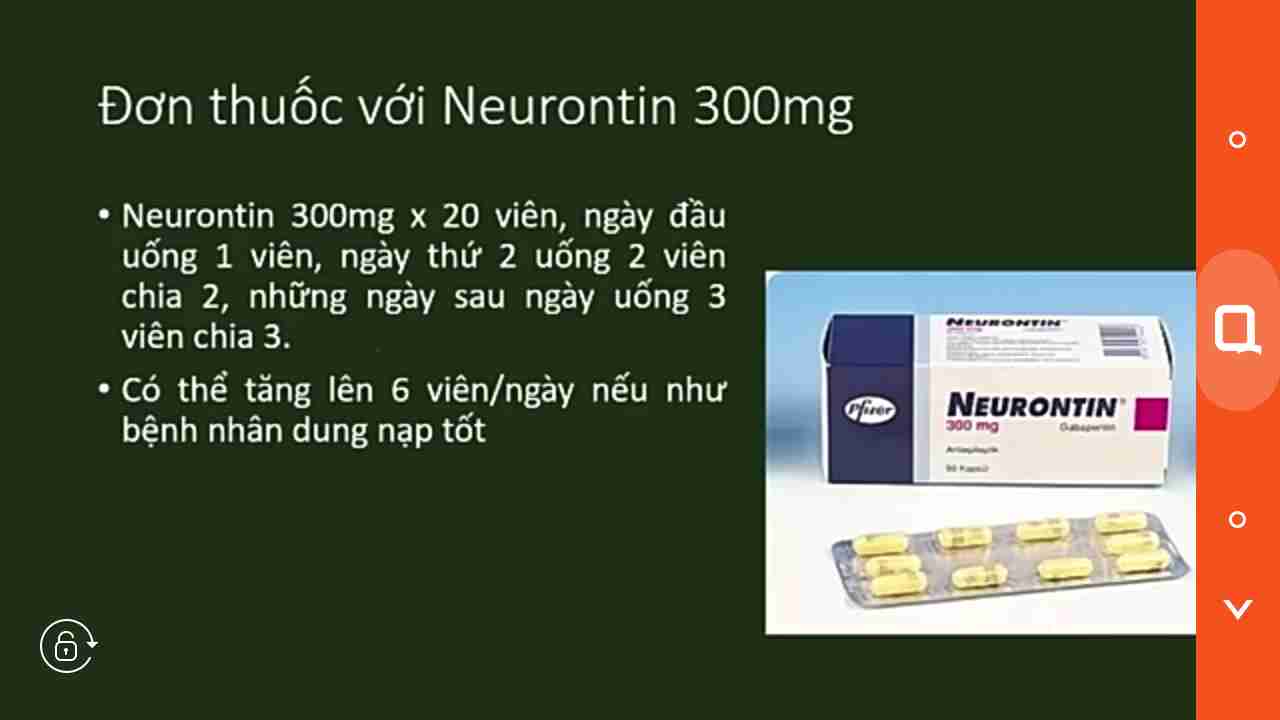 Đơn thuốc với Neurontin 300mg
• Neurontin 300mg x 20 viên, ngày đầu
uống 1 viên, ngày thứ 2 uống 2 viên
chia 2, những ngày sau ngày uống 3
viên chia 3.
• Có thể tăng lên 6 viên/ngày nếu như
bệnh nhân dung nạp tốt
NEURONTIN
Pfizer
NEURONTIN®
300 mg
Gabapentin